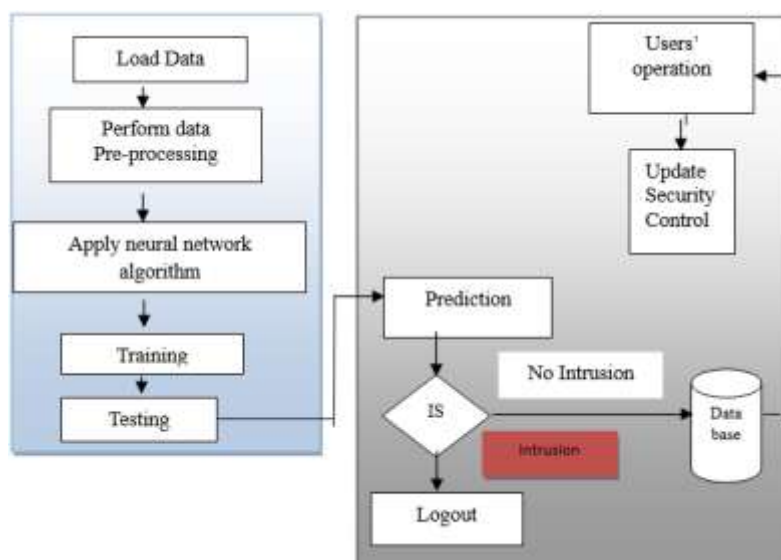 Load Data
Perform data
Pre-processing
Apply neural network
algorithm
Training
Testing
Users’
operation
Update
Security
Control
Prediction
No Intrusion
IS
Intrusion
Data
base
Logout